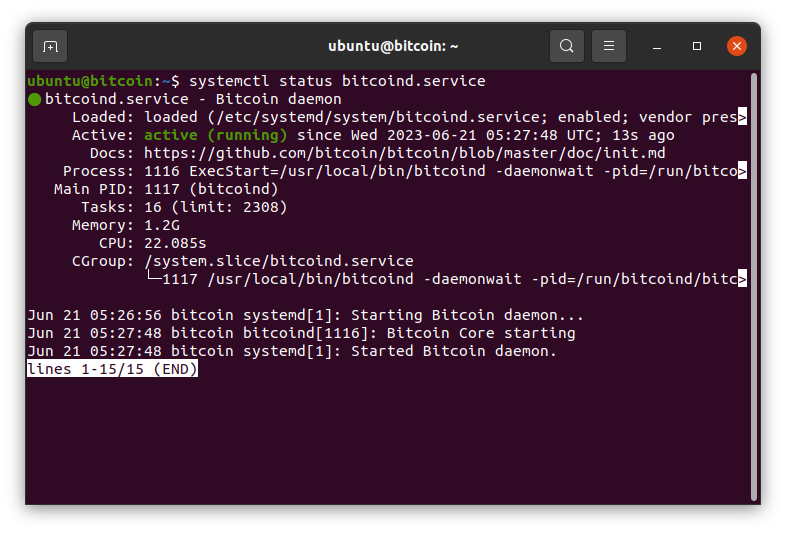 ubuntu@bitcoin: ~
ubuntu@bitcoin:~$ systemctl status bitcoind.service
bitcoind.service - Bitcoin daemon
Loaded: loaded (/etc/systemd/system/bitcoind.service; enabled; vendor pres>
Active: active (running) since Wed 2023-06-21 05:27:48 UTC; 13s ago
Docs: https://github.com/bitcoin/bitcoin/blob/master/doc/init.md
Process: 1116 ExecStart=/usr/local/bin/bitcoind -daemonwait -pid=/run/bitco>
Main PID: 1117 (bitcoind)
Tasks: 16 (limit: 2308)
Memory: 1.2G
CPU: 22.085s
CGroup: /system.slice/bitcoind.service
└─1117 /usr/local/bin/bitcoind -daemonwait -pid=/run/bitcoind/bitc>
Jun 21 05:26:56 bitcoin systemd[1]: Starting Bitcoin daemon...
Jun 21 05:27:48 bitcoin bitcoind[1116]: Bitcoin Core starting
Jun 21 05:27:48 bitcoin systemd[1]: Started Bitcoin daemon.
lines 1-15/15 (END)